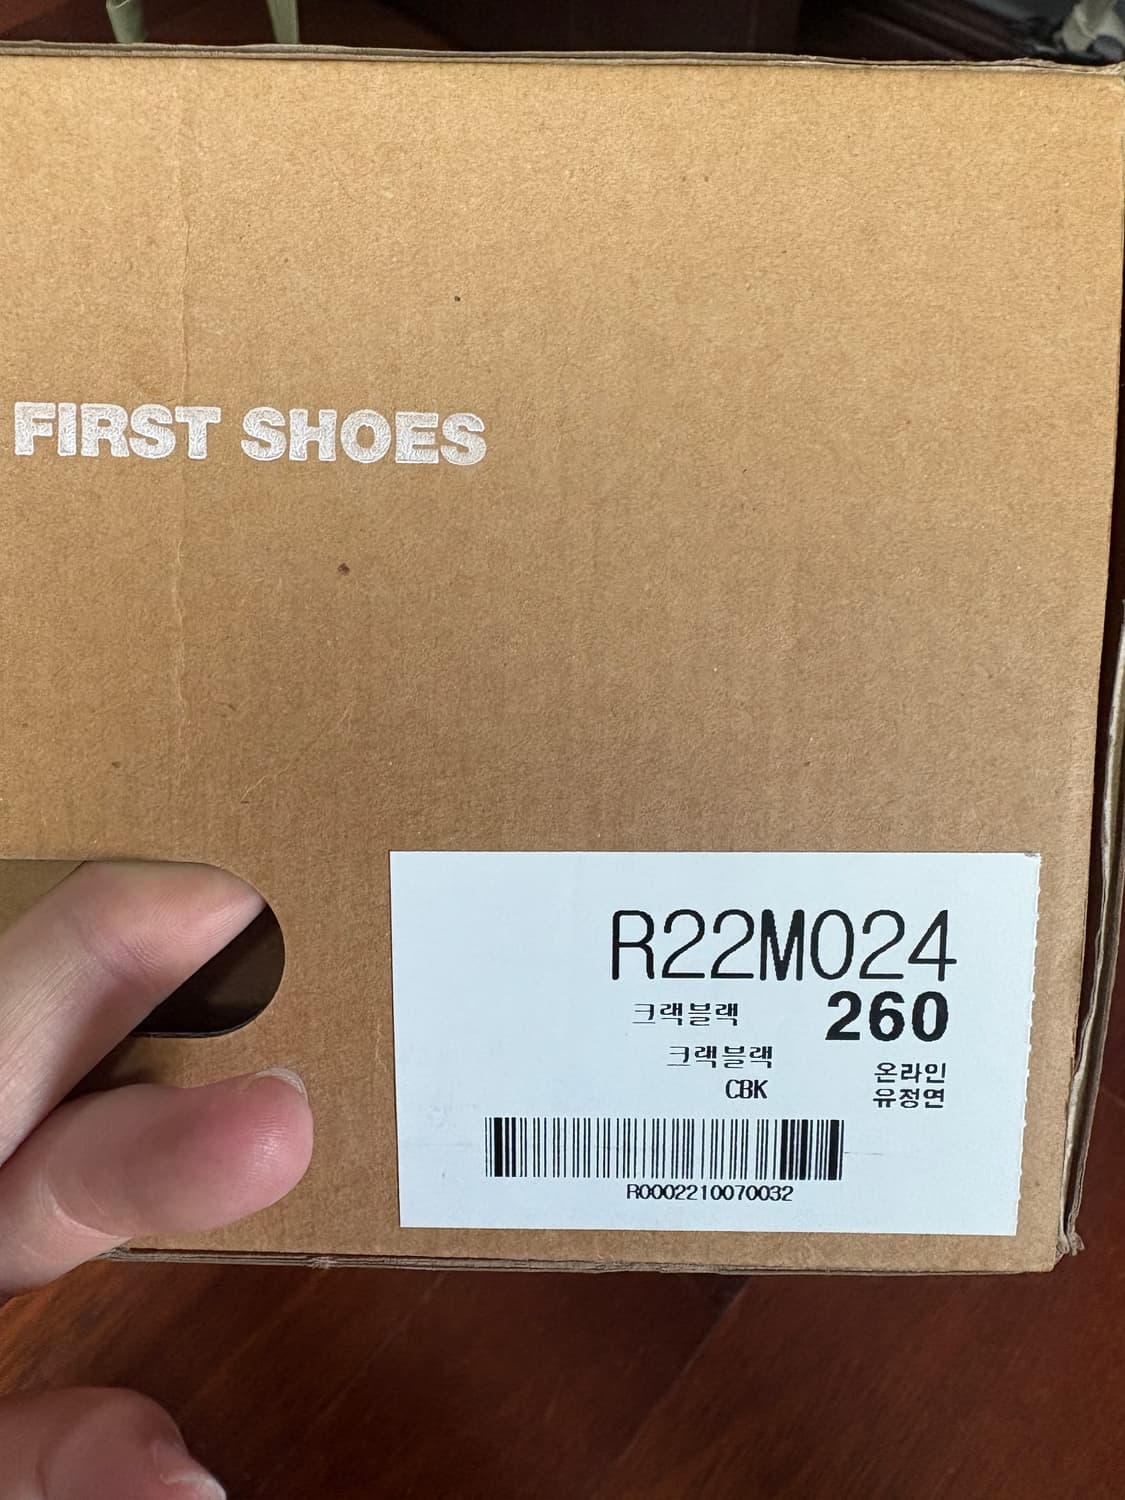 FIRST SHOES
R22M024
크랙블랙 260
크랙블랙 온라인
CBK 유정연
R0002210070032